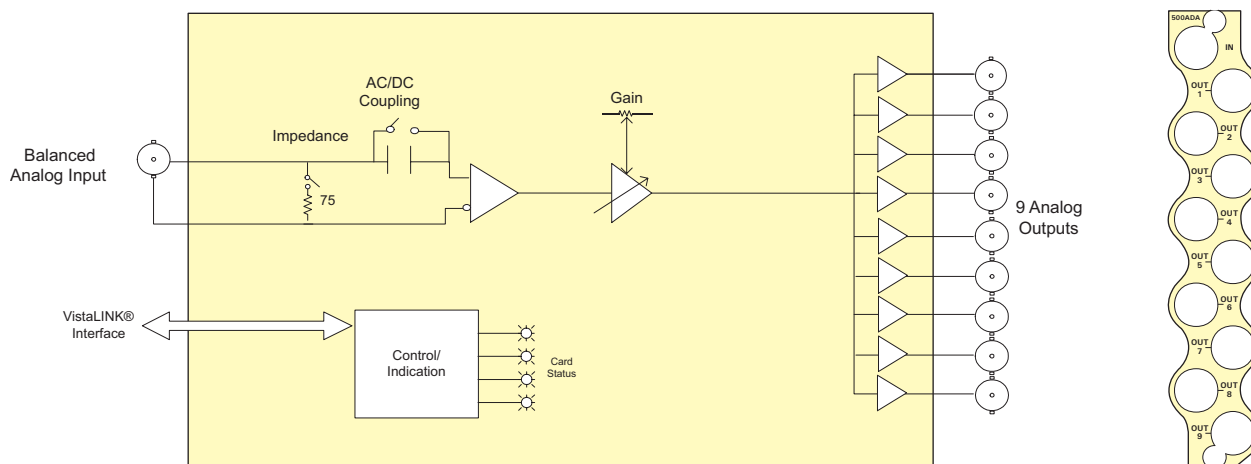 AC/DC
Coupling
Gain
Impedance
Balanced
Analog Input
75
9 Analog
Outputs
VistaLINK®
Interface
Control/
Indication
Card
Status
500ADA
IN
OUT
1
OUT
2
OUT
3
OUT
4
OUT
5
OUT
6
OUT
7
OUT
8
OUT
9